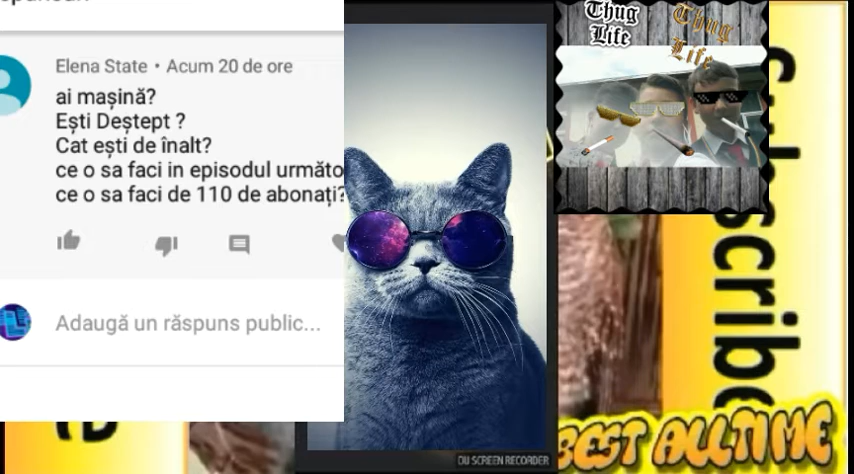 Elena State • Acum 20 de ore
ai mașină?
Ești Deștept ?
Cat ești de înalt?
ce o sa faci in episodul următo
ce o sa faci de 110 de abonați?
Adaugă un răspuns public...
Thug
Life
Thug
Life
Subscribe
DU SCREEN RECORDER
BEST ALLTIME